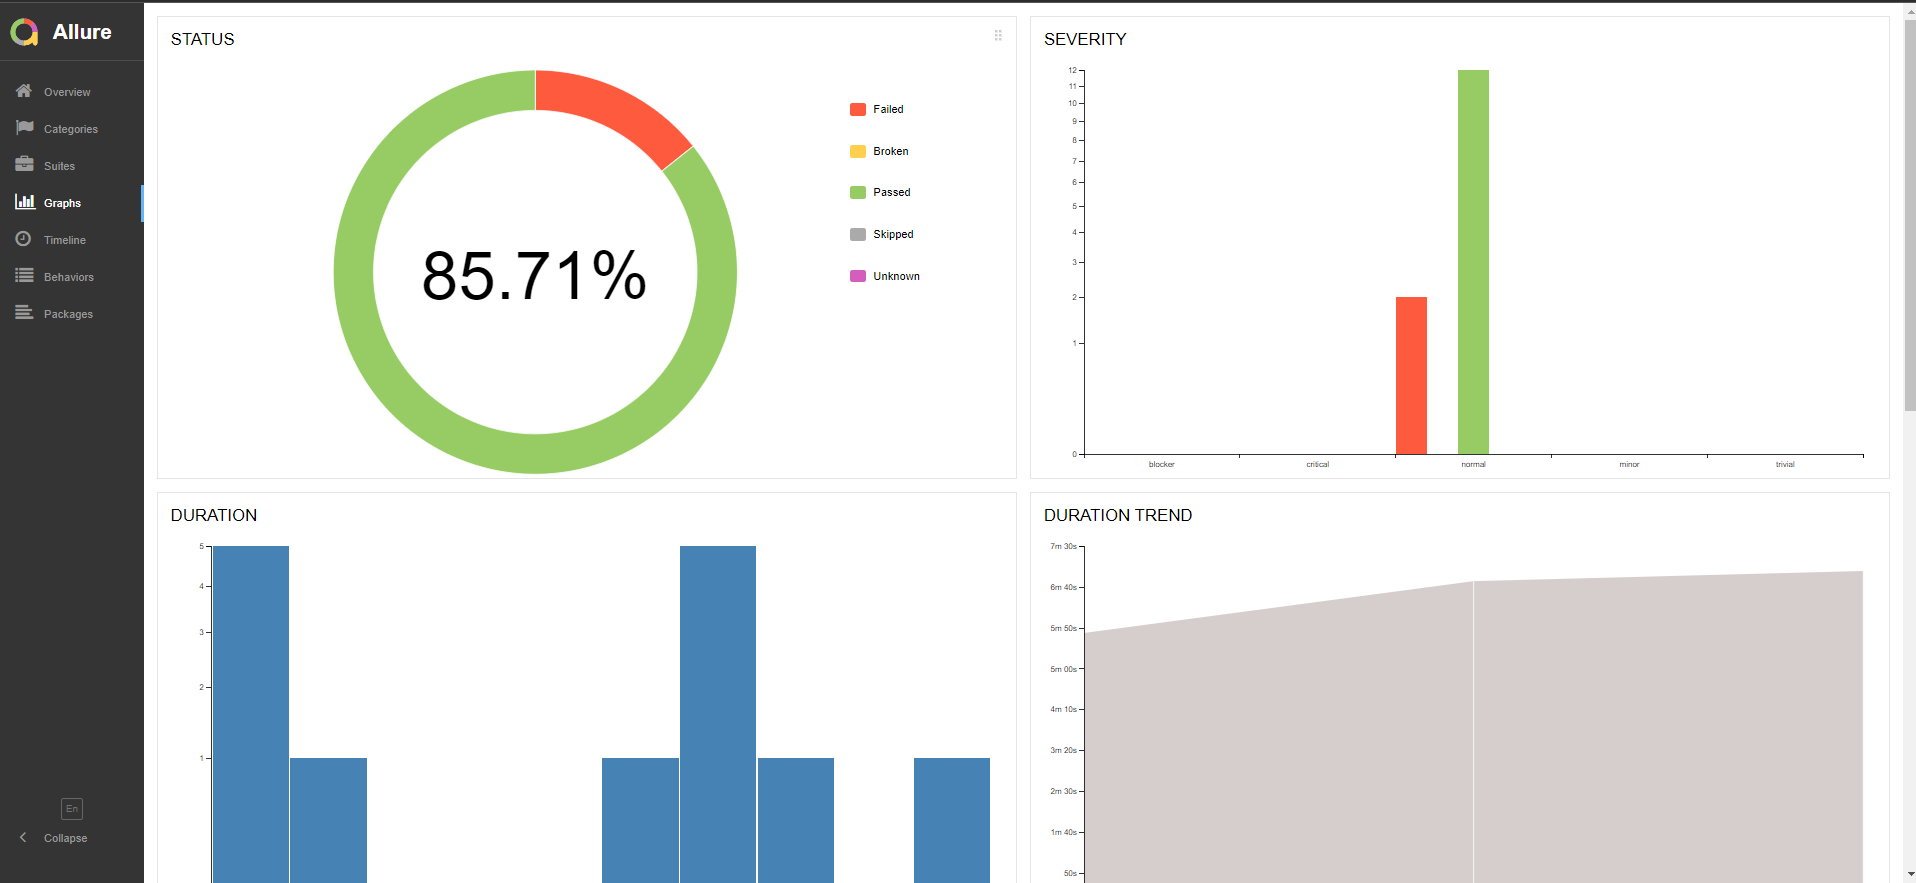 Allure
Overview
Categories
Suites
Graphs
Timeline
Behaviors
Packages
En
Collapse
STATUS
85.71%
Failed
Broken
Passed
Skipped
Unknown
SEVERITY
12
11
10
9
8
7
6
5
4
3
2
1
0
blocker critical normal minor trivial
DURATION
5
4
3
2
1
DURATION TREND
7m 30s
6m 40s
5m 50s
5m 00s
4m 10s
3m 20s
2m 30s
1m 40s
50s